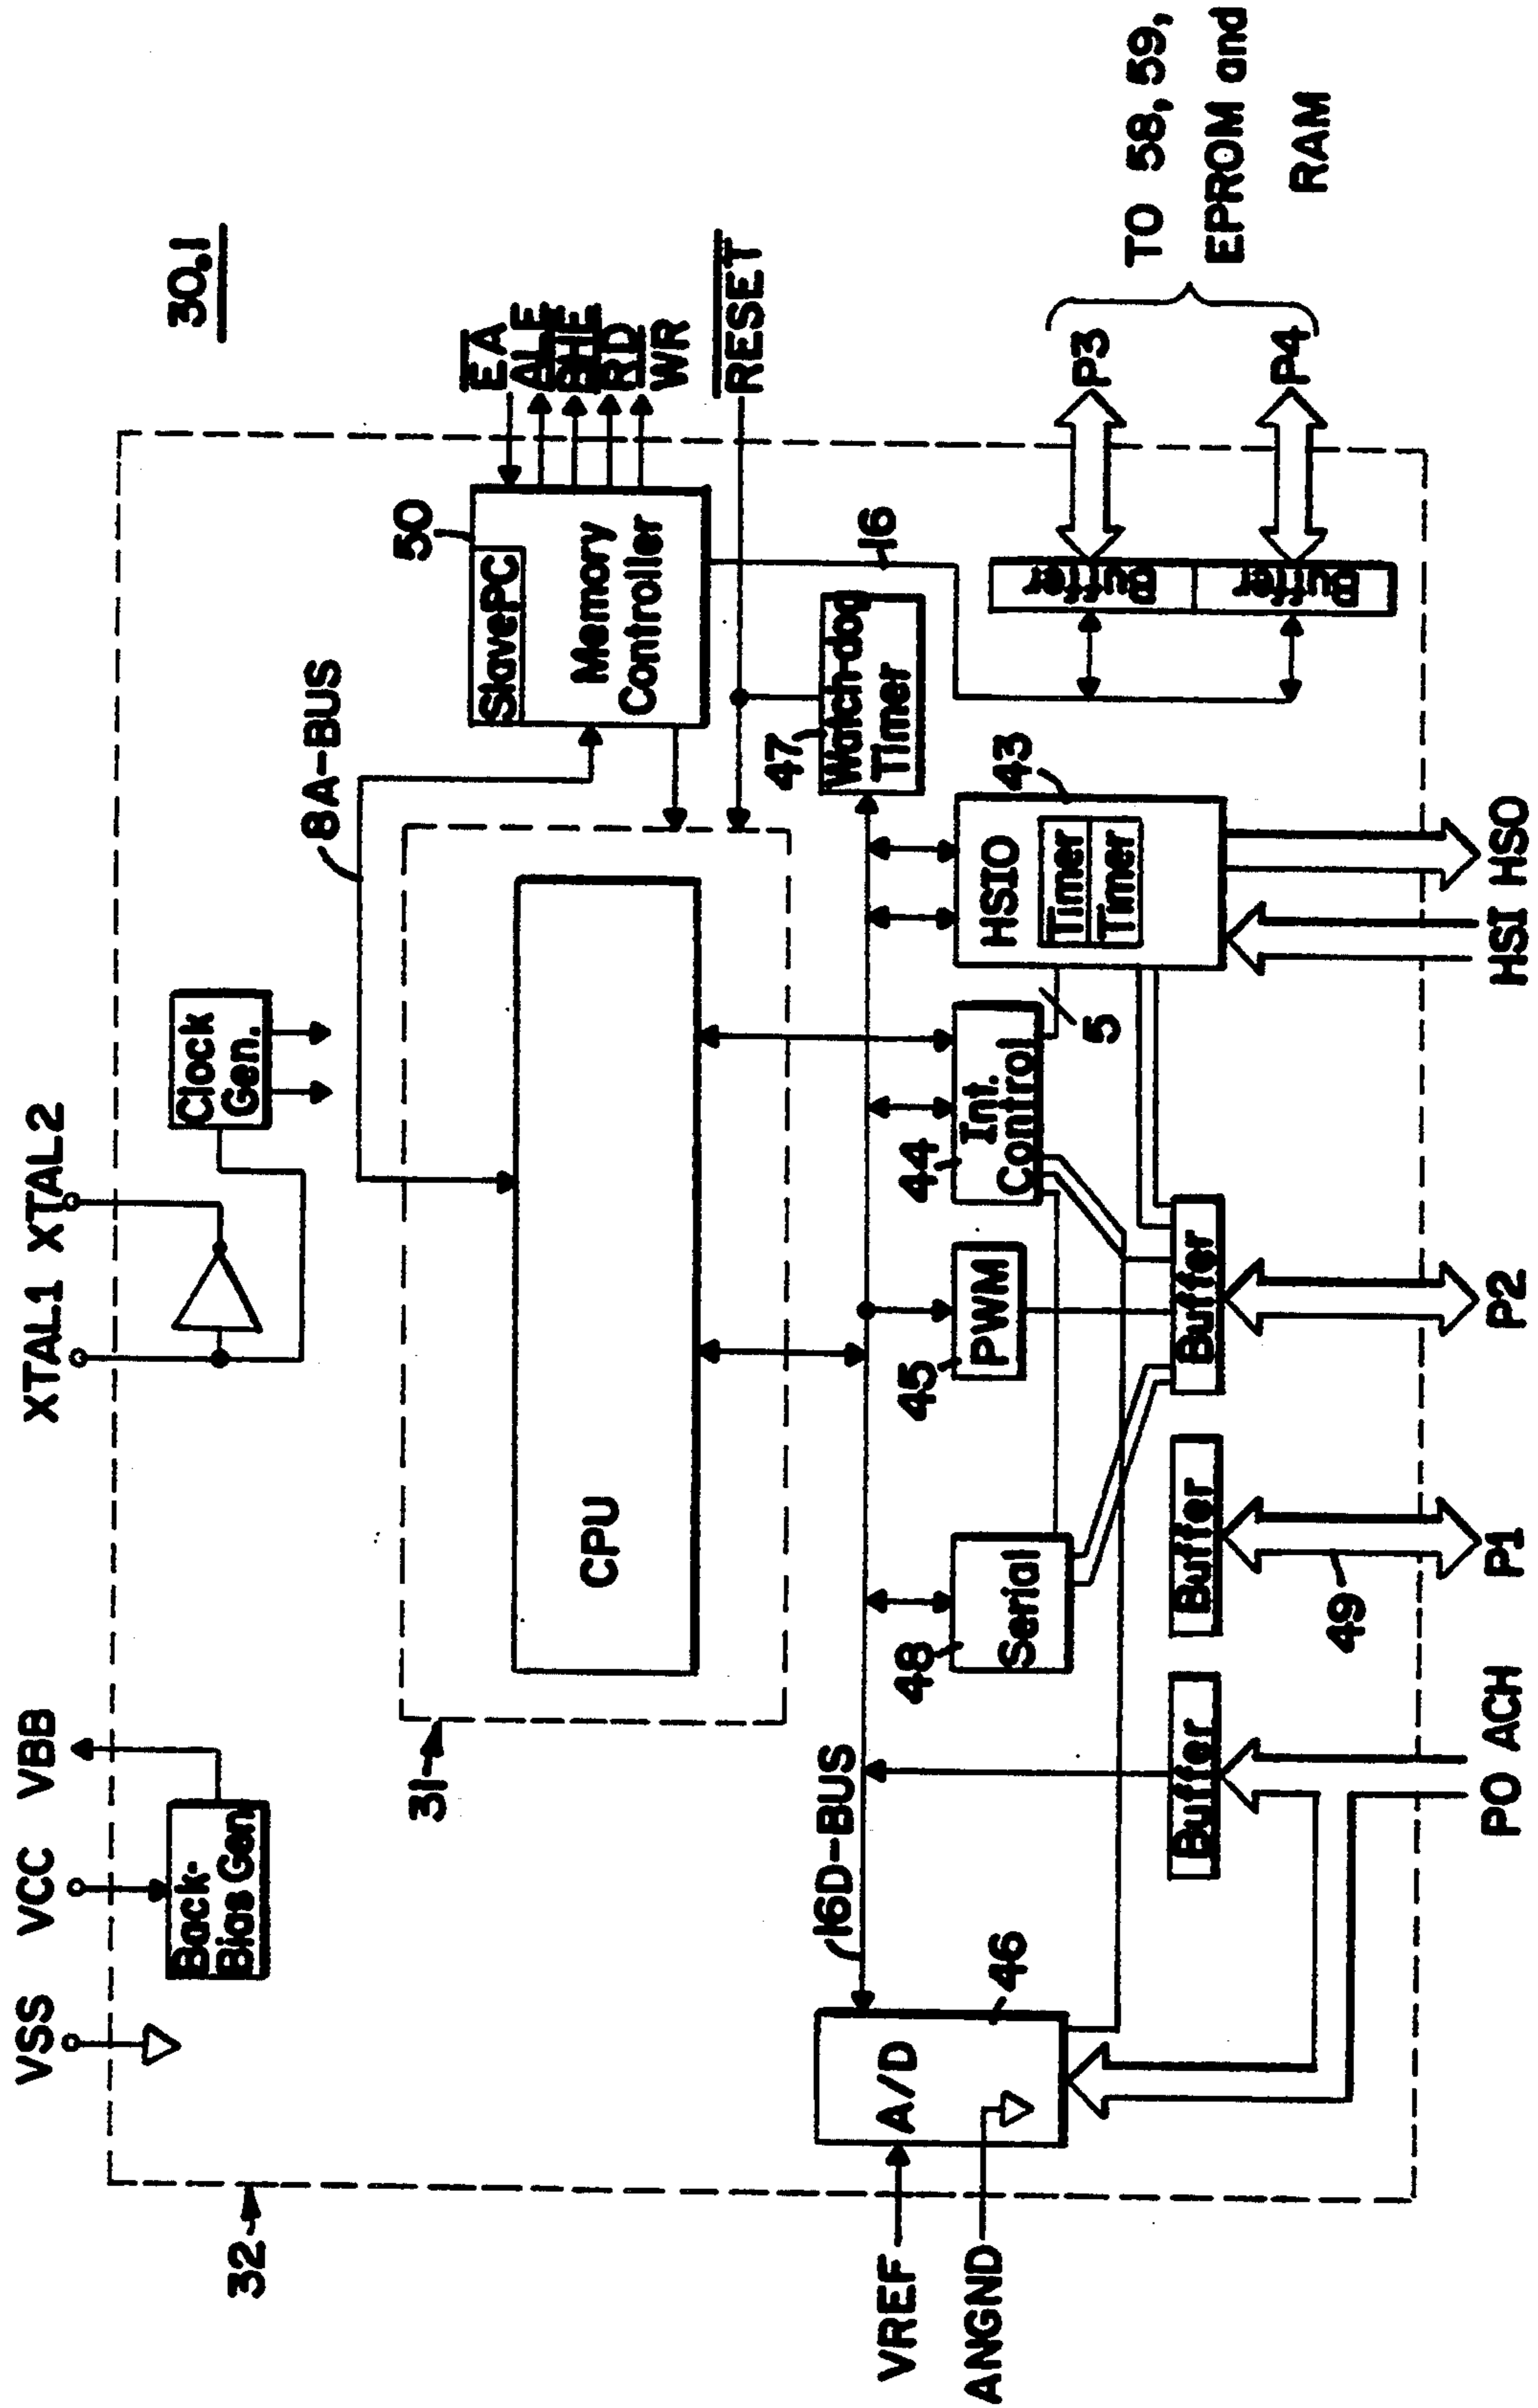 30.1
VSS
VCC
VBB
XTAL1
XTAL2
32
Back-
Bias Gen
Clock
Gen.
8A-BUS
50
EA
ALE
BHE
RD
WR
RESET
SlavePC
Memory
Controller
31
CPU
16D-BUS
47
Watch-dog
Timer
16
VREF
ANGND
A/D
46
48
Serial
45
PWM
44
Int.
Control
5
43
HSIO
Timer
Timer
Buffer
Buffer
Buffer
Buffer
Buffer
P3
P4
TO 58, 59,
EPROM and
RAM
49
PO ACH
P1
P2
HSI
HSO